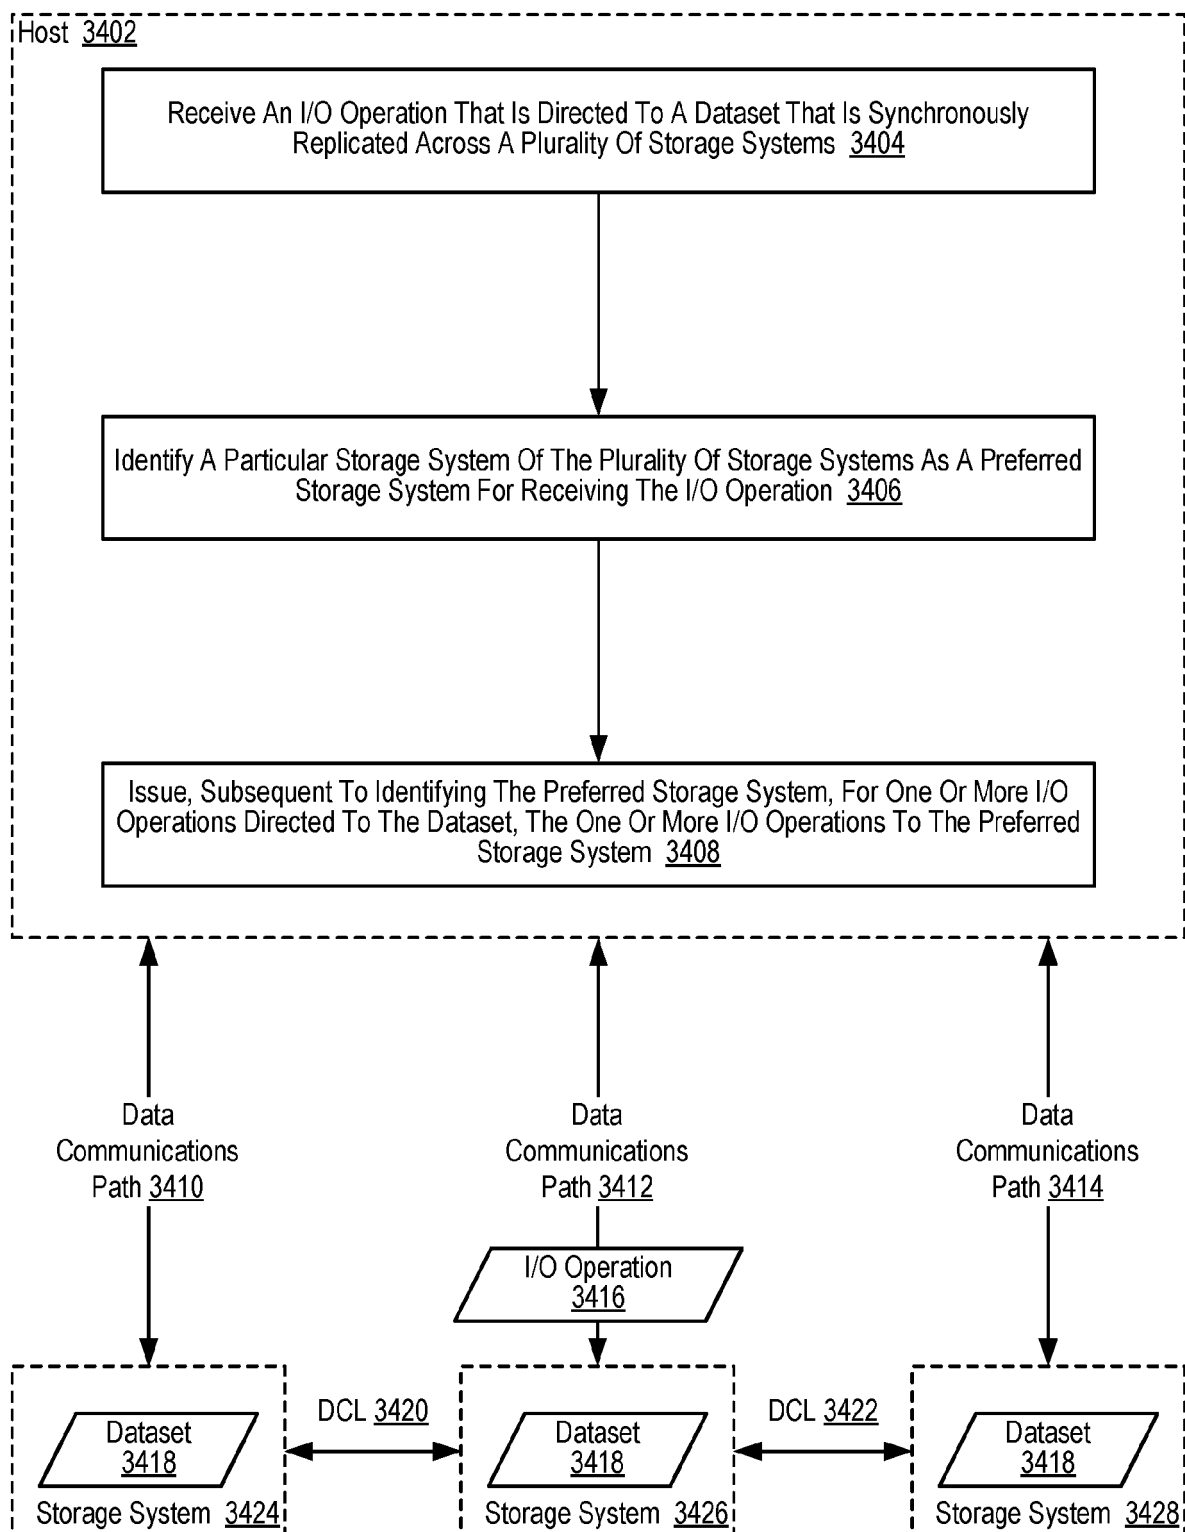 Host 3402
Receive An I/O Operation That Is Directed To A Dataset That Is Synchronously
Replicated Across A Plurality Of Storage Systems 3404
Identify A Particular Storage System Of The Plurality Of Storage Systems As A Preferred
Storage System For Receiving The I/O Operation 3406
Issue, Subsequent To Identifying The Preferred Storage System, For One Or More I/O
Operations Directed To The Dataset, The One Or More I/O Operations To The Preferred
Storage System 3408
Data
Communications
Path 3410
Data
Communications
Path 3412
Data
Communications
Path 3414
I/O Operation
3416
DCL 3420
DCL 3422
Dataset
3418
Dataset
3418
Dataset
3418
Storage System 3424
Storage System 3426
Storage System 3428